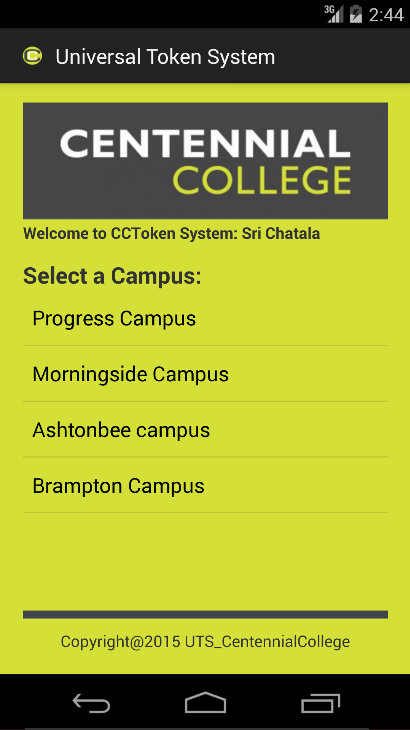 3G 2:44
Universal Token System
CENTENNIAL
COLLEGE
Welcome to CCToken System: Sri Chatala
Select a Campus:
Progress Campus
Morningside Campus
Ashtonbee campus
Brampton Campus
Copyright@2015 UTS_CentennialCollege